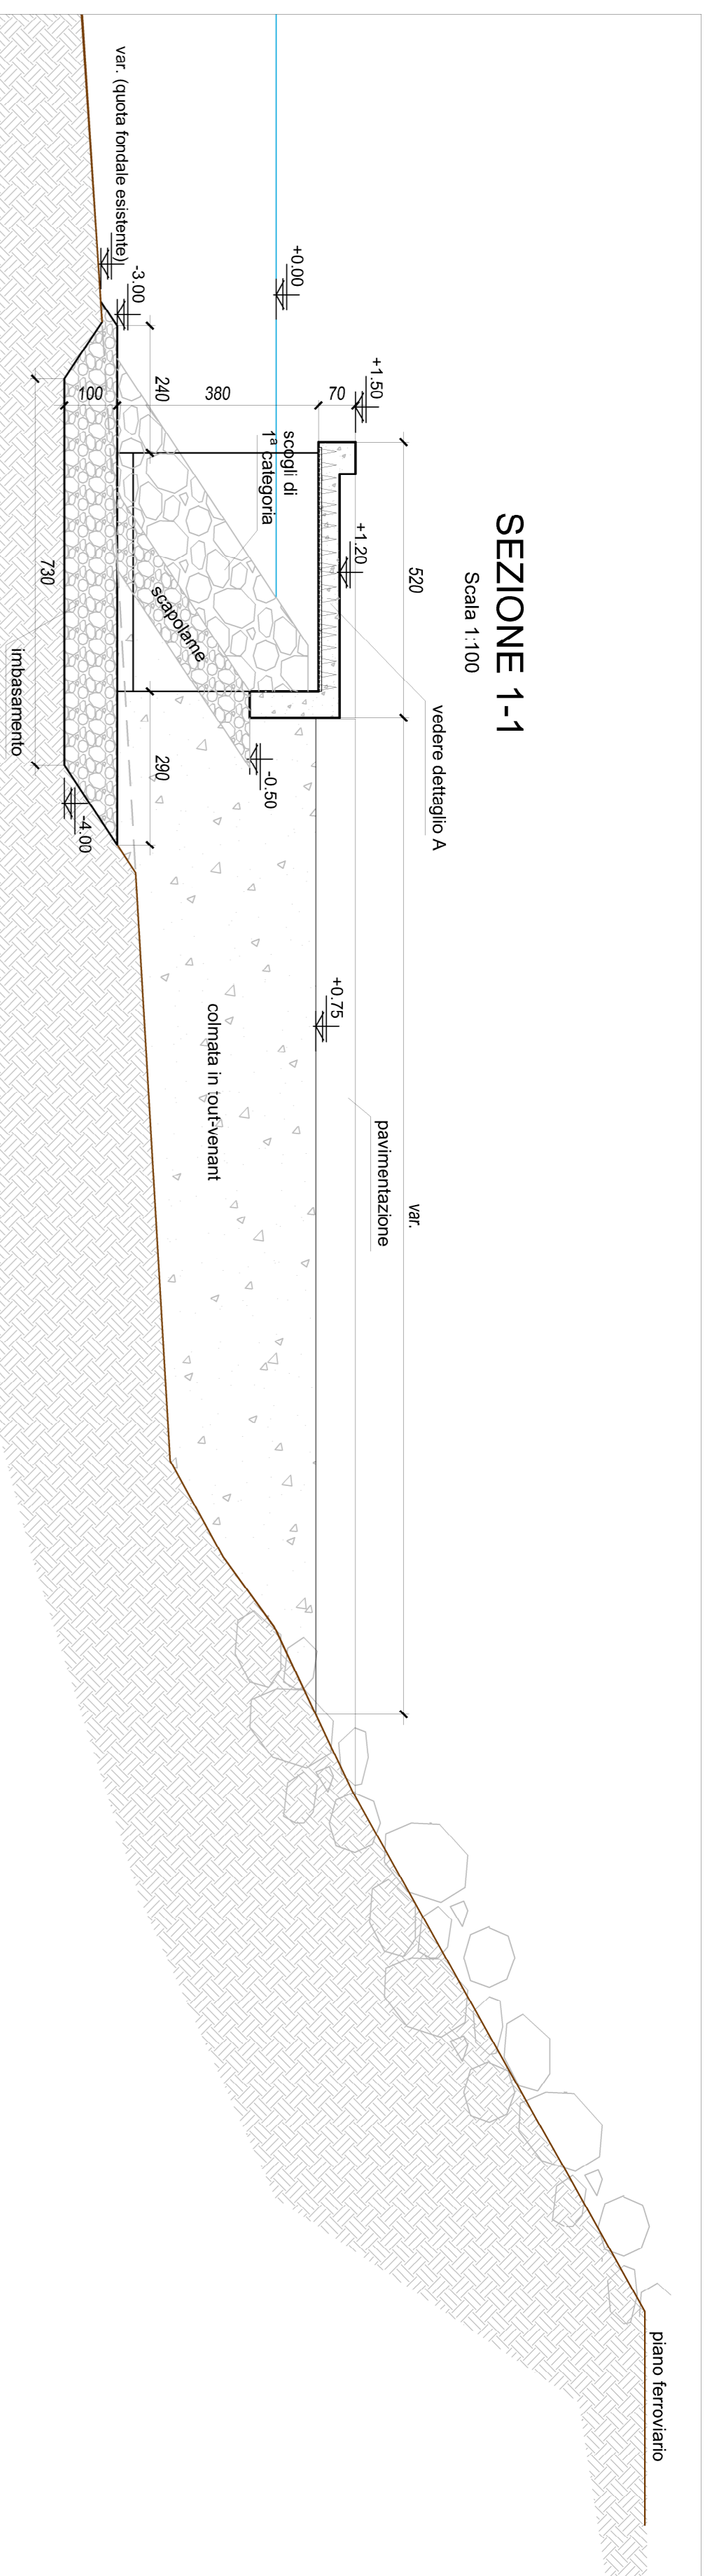 SEZIONE 1-1
Scala 1:100
vedere dettaglio A
520
var.
+1.50
+1.20
pavimentazione
70
+0.75
+0.00
scogli di
1ª categoria
380
-0.50
colmata in tout-venant
scapolame
240
290
var. (quota fondale esistente)
-3.00
100
-4.00
730
imbasamento
piano ferroviario